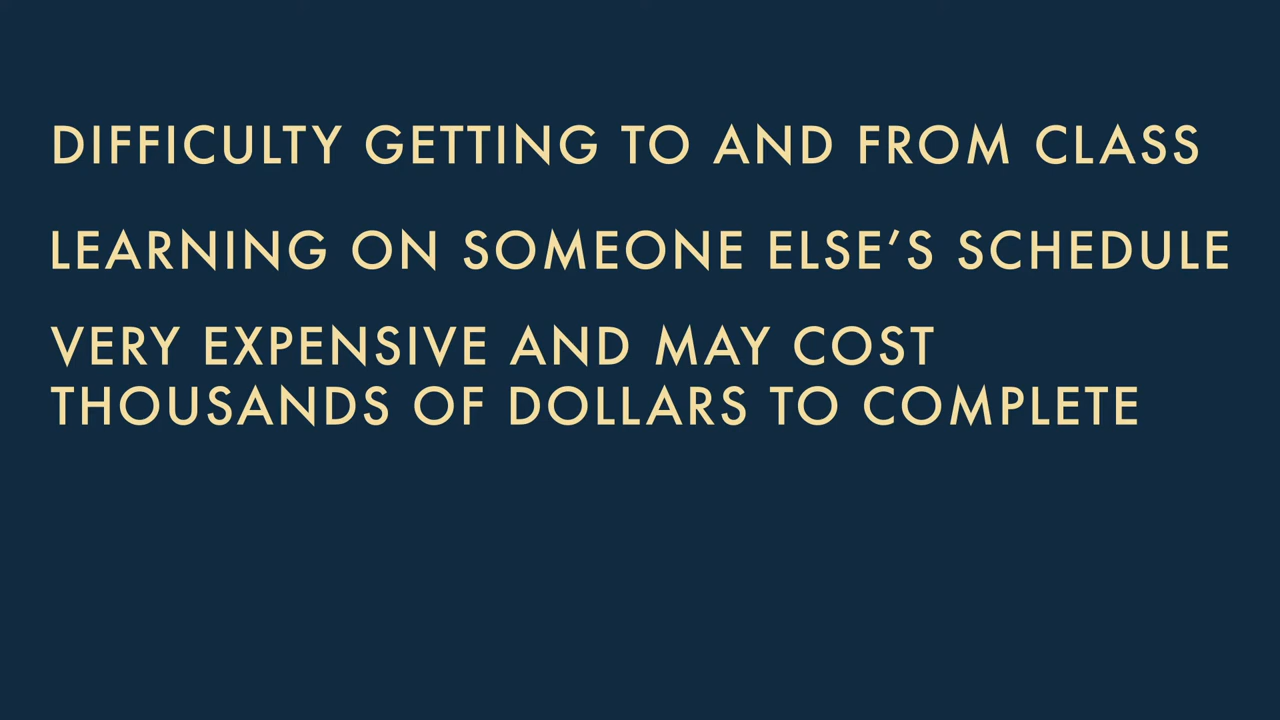 DIFFICULTY GETTING TO AND FROM CLASS
LEARNING ON SOMEONE ELSE’S SCHEDULE
VERY EXPENSIVE AND MAY COST
THOUSANDS OF DOLLARS TO COMPLETE